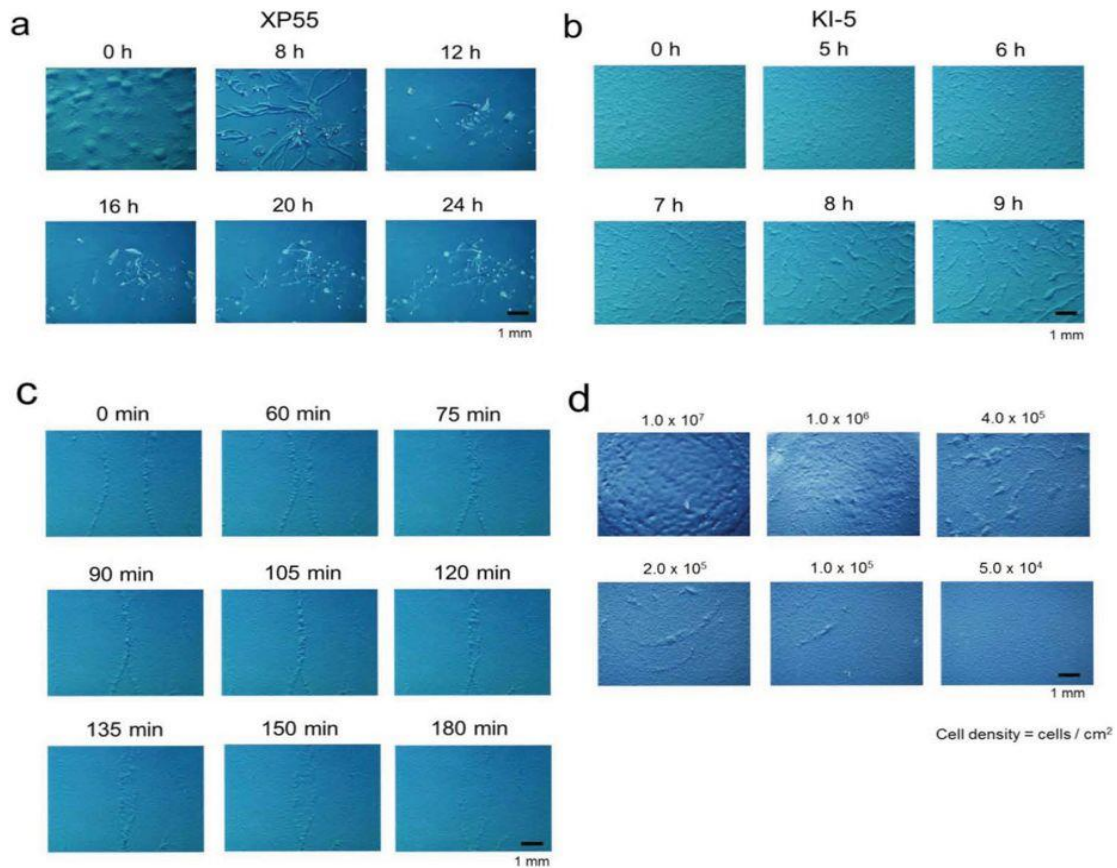 a
XP55
0 h
8 h
12 h
16 h
20 h
24 h
1 mm
b
KI-5
0 h
5 h
6 h
7 h
8 h
9 h
1 mm
c
0 min
60 min
75 min
90 min
105 min
120 min
135 min
150 min
180 min
1 mm
d
1.0 x 10⁷
1.0 x 10⁶
4.0 x 10⁵
2.0 x 10⁵
1.0 x 10⁵
5.0 x 10⁴
1 mm
Cell density = cells / cm²